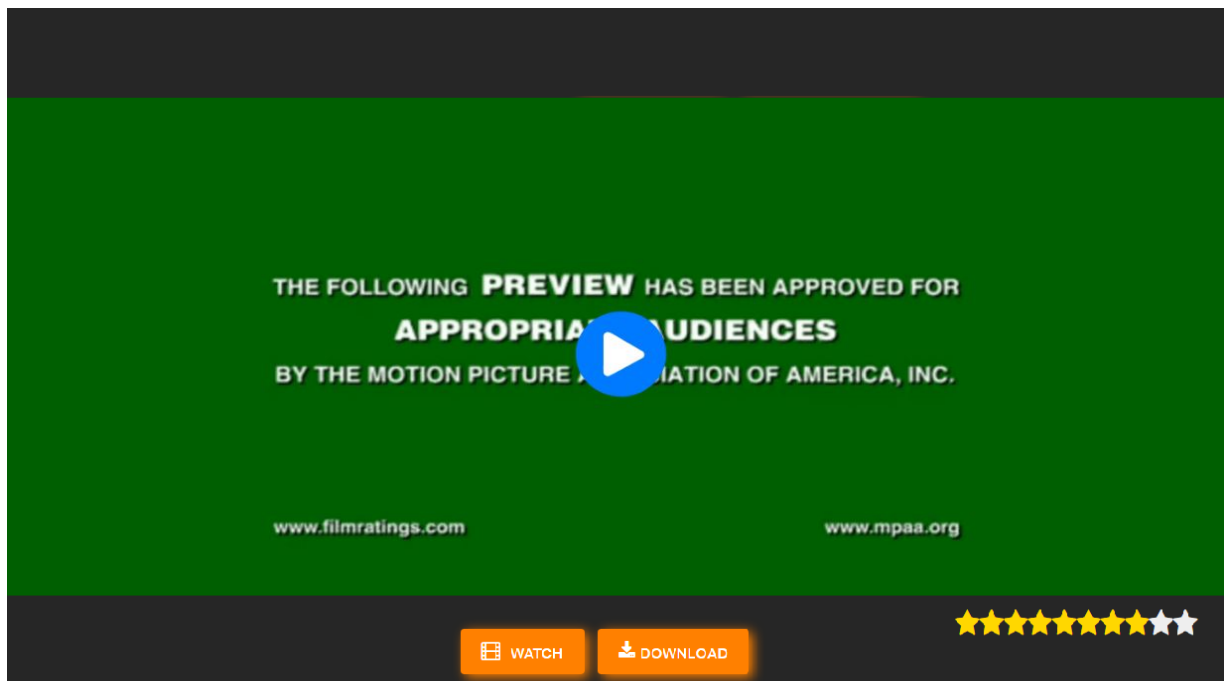 THE FOLLOWING PREVIEW HAS BEEN APPROVED FOR
AUDIENCES
BY THE MOTION PICTURE OF AMERICA, INC.
www.filmratings.com www.mpaa.org
WATCH DOWNLOAD